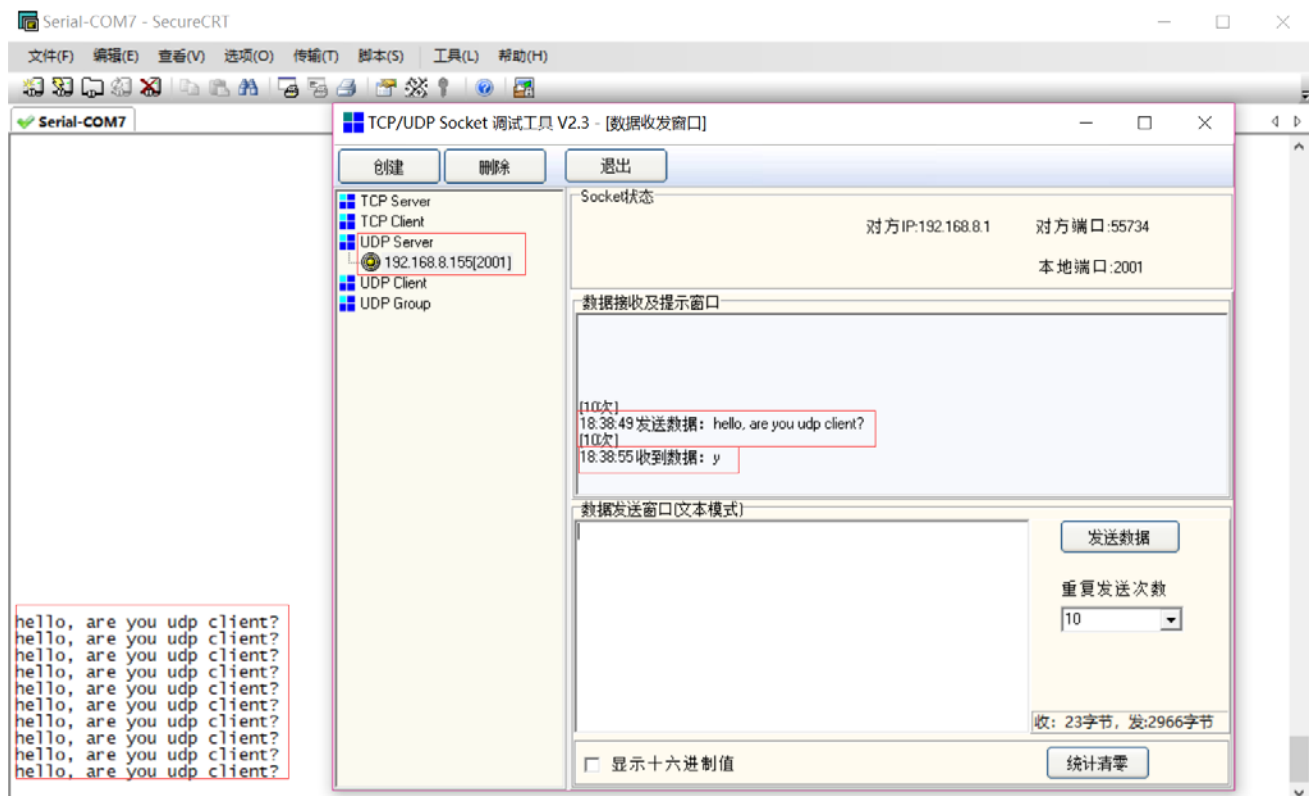 Serial-COM7 - SecureCRT
文件(F) 编辑(E) 查看(V) 选项(O) 传输(T) 脚本(S) 工具(L) 帮助(H)
Serial-COM7
TCP/UDP Socket 调试工具 V2.3 - [数据收发窗口]
创建 删除 退出
TCP Server
TCP Client
UDP Server
192.168.8.155[2001]
UDP Client
UDP Group
Socket状态
对方IP:192.168.8.1 对方端口:55734
本地端口:2001
数据接收及提示窗口
[10次]
18:38:49 发送数据：hello, are you udp client?
[10次]
18:38:55 收到数据：y
数据发送窗口(文本模式)
发送数据
重复发送次数
10
收：23字节，发:2966字节
显示十六进制值
统计清零
hello, are you udp client?
hello, are you udp client?
hello, are you udp client?
hello, are you udp client?
hello, are you udp client?
hello, are you udp client?
hello, are you udp client?
hello, are you udp client?
hello, are you udp client?
hello, are you udp client?